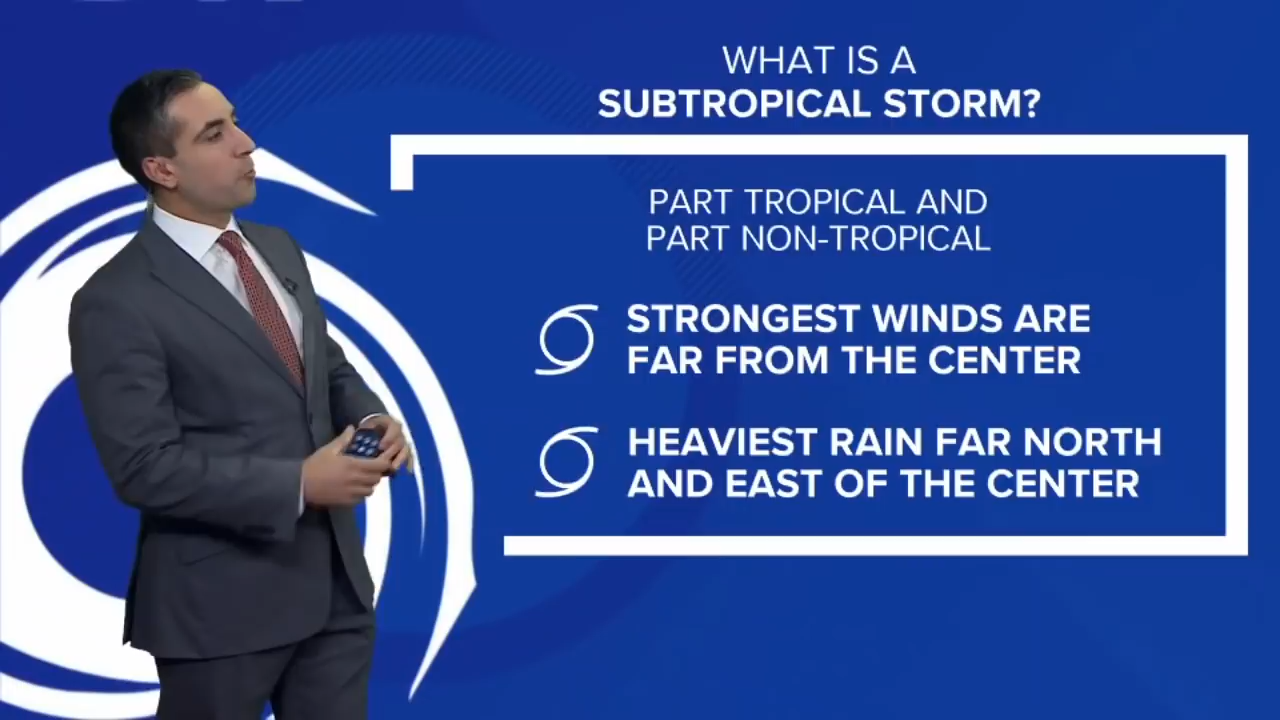 WHAT IS A
SUBTROPICAL STORM?
PART TROPICAL AND
PART NON-TROPICAL
STRONGEST WINDS ARE
FAR FROM THE CENTER
HEAVIEST RAIN FAR NORTH
AND EAST OF THE CENTER